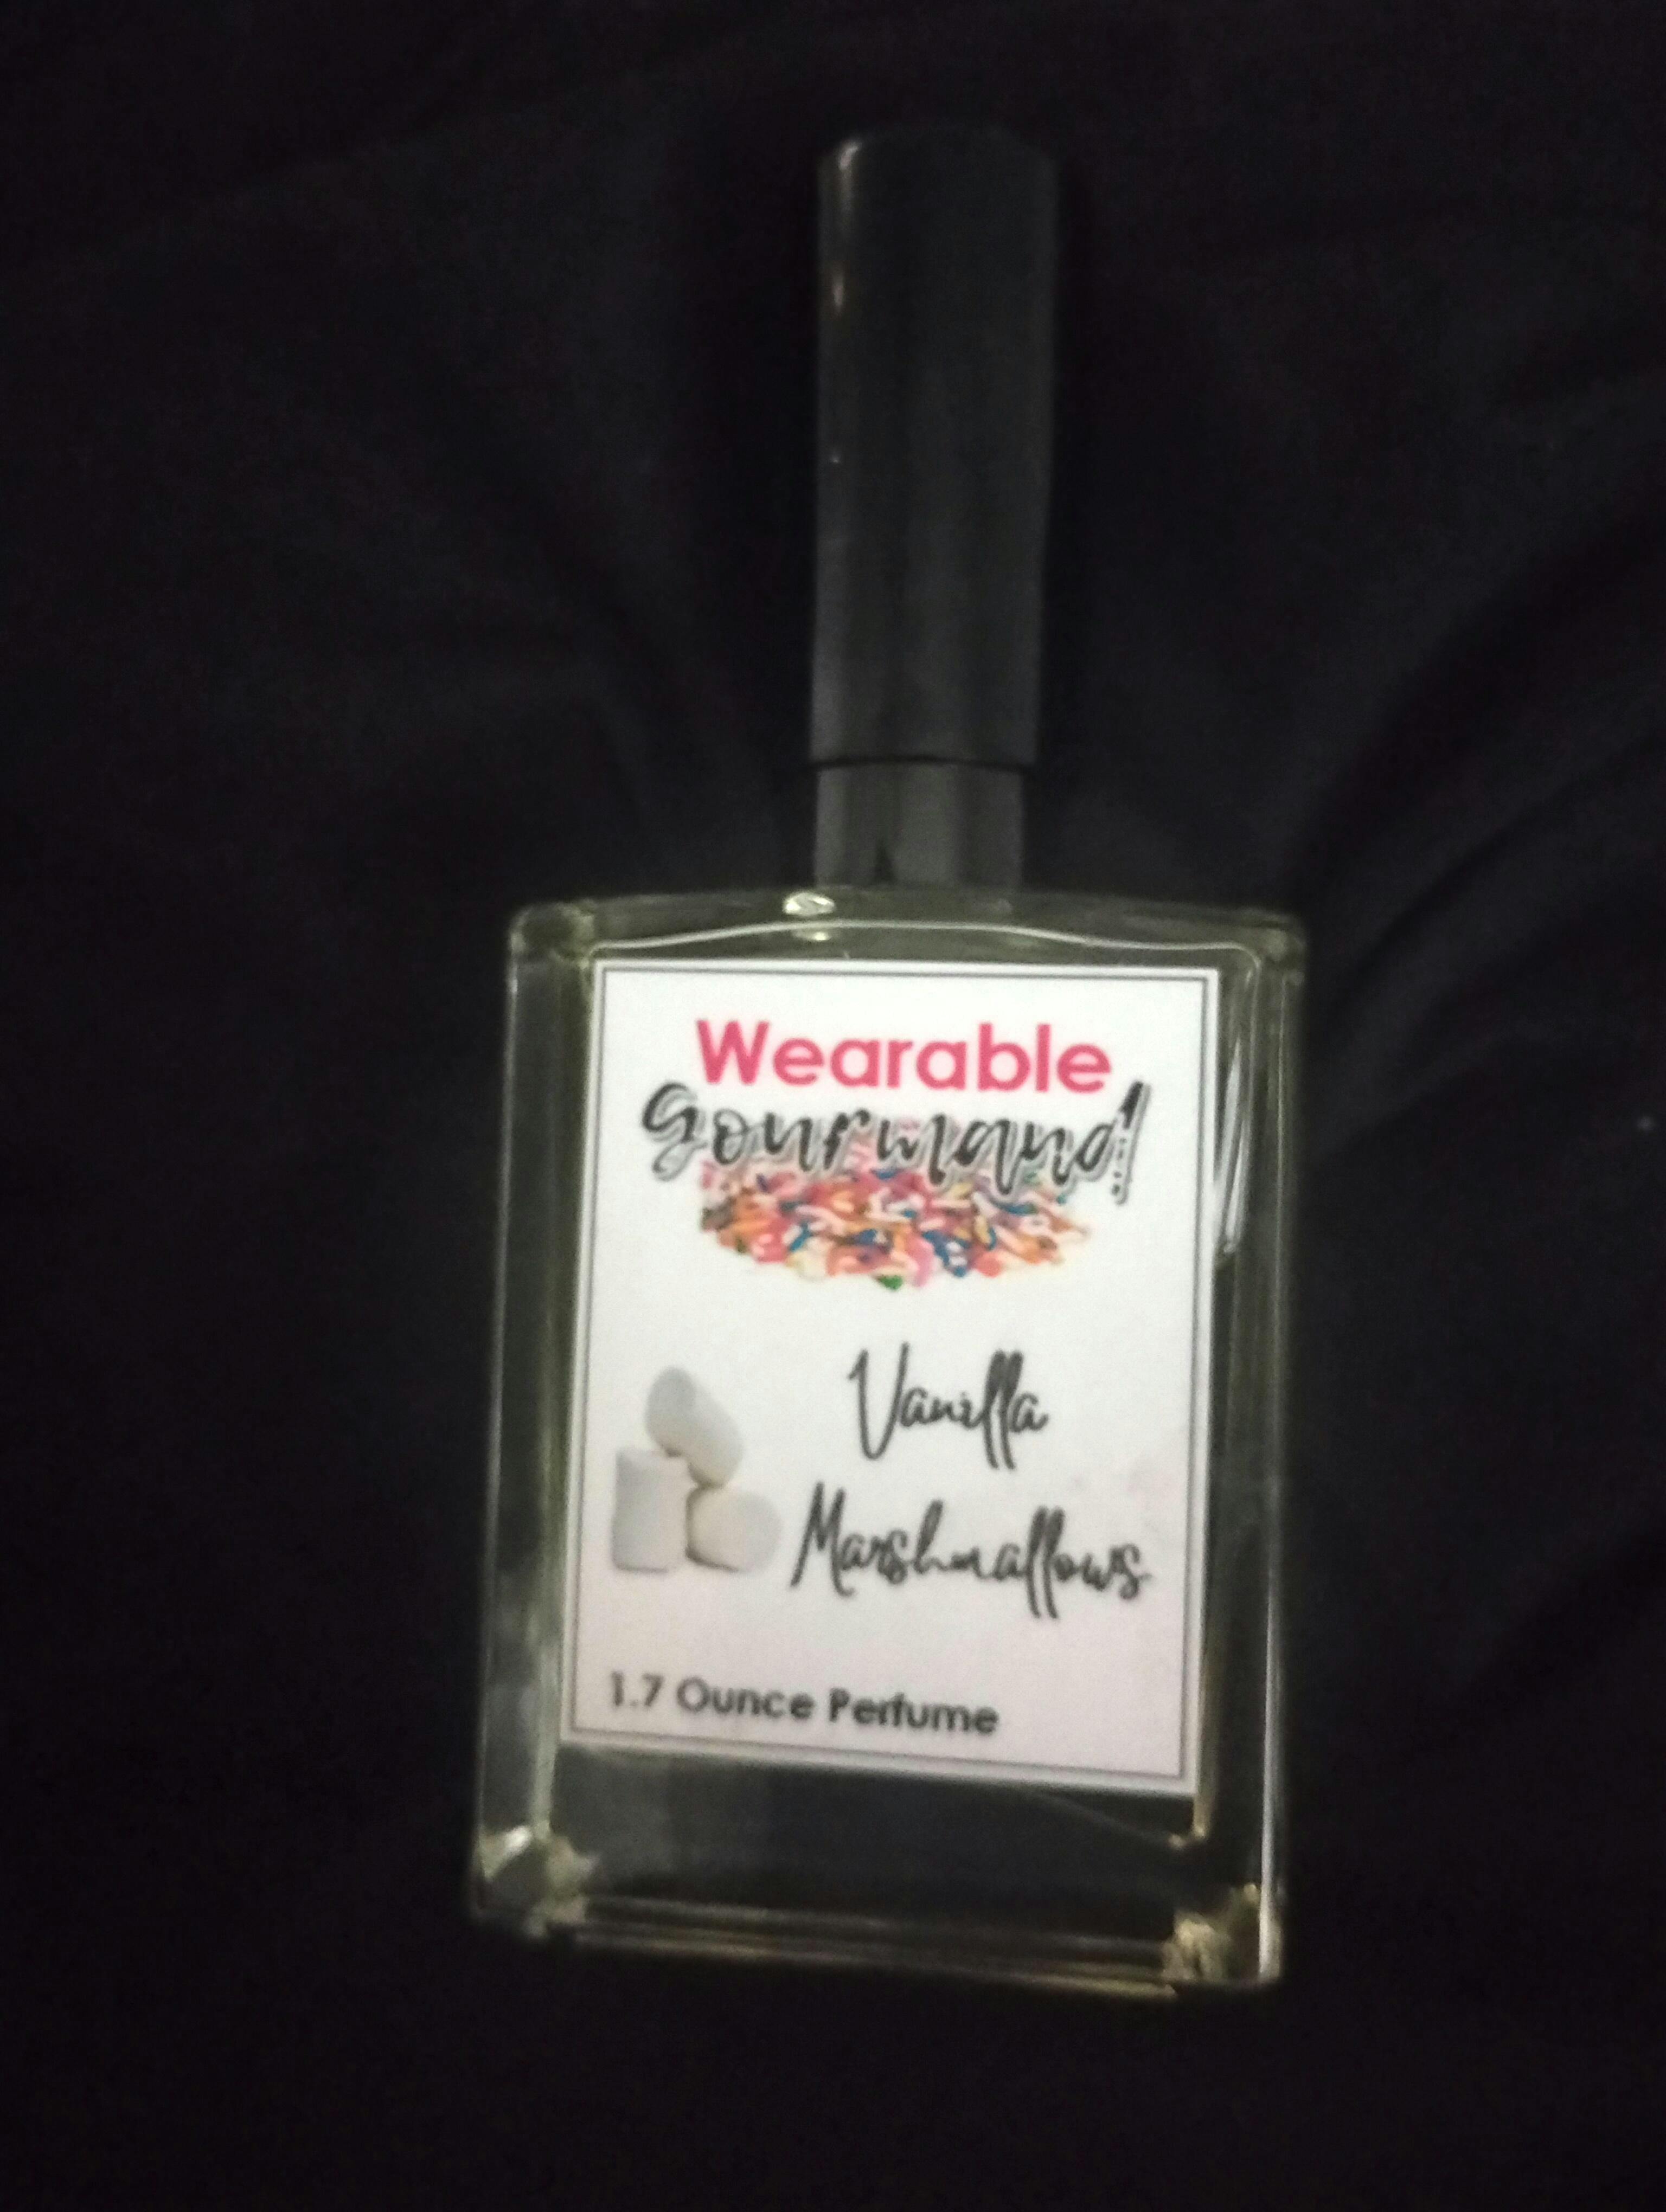 Wearable
Gourmand
Vanilla
Marshmallows
1.7 Ounce Perfume